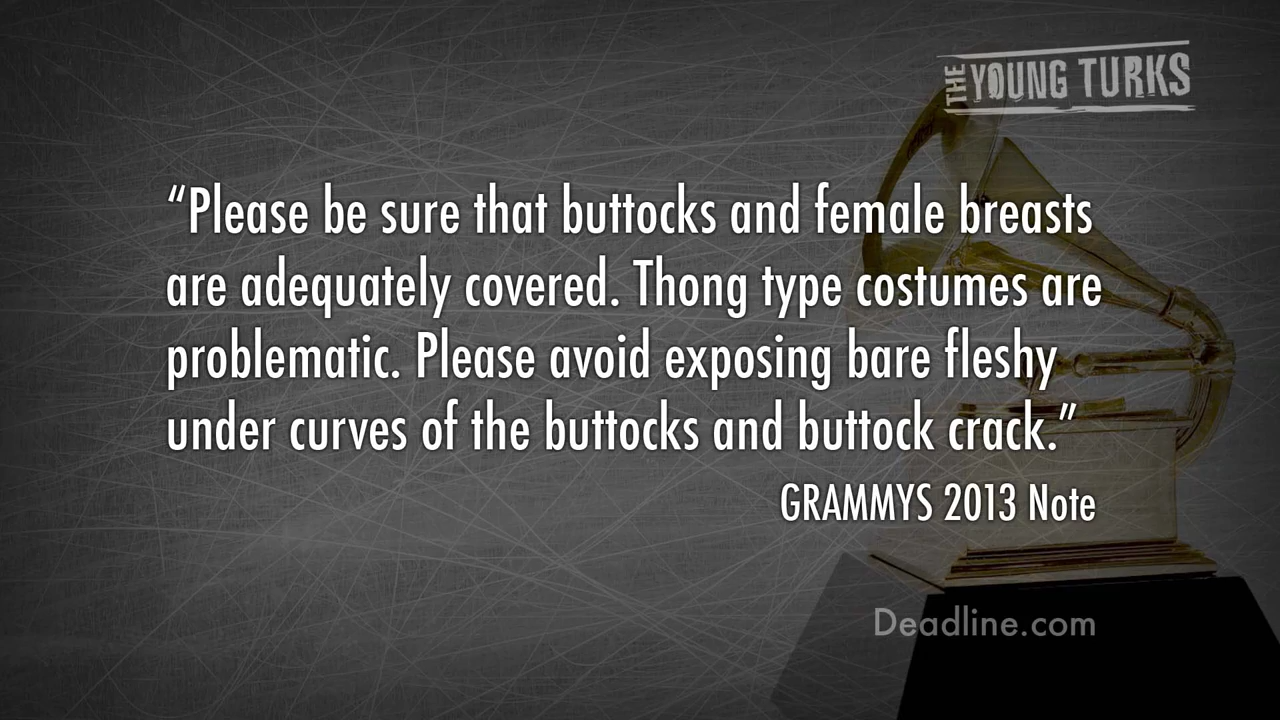 THE YOUNG TURKS
“Please be sure that buttocks and female breasts
are adequately covered. Thong type costumes are
problematic. Please avoid exposing bare fleshy
under curves of the buttocks and buttock crack.”
GRAMMYS 2013 Note
Deadline.com